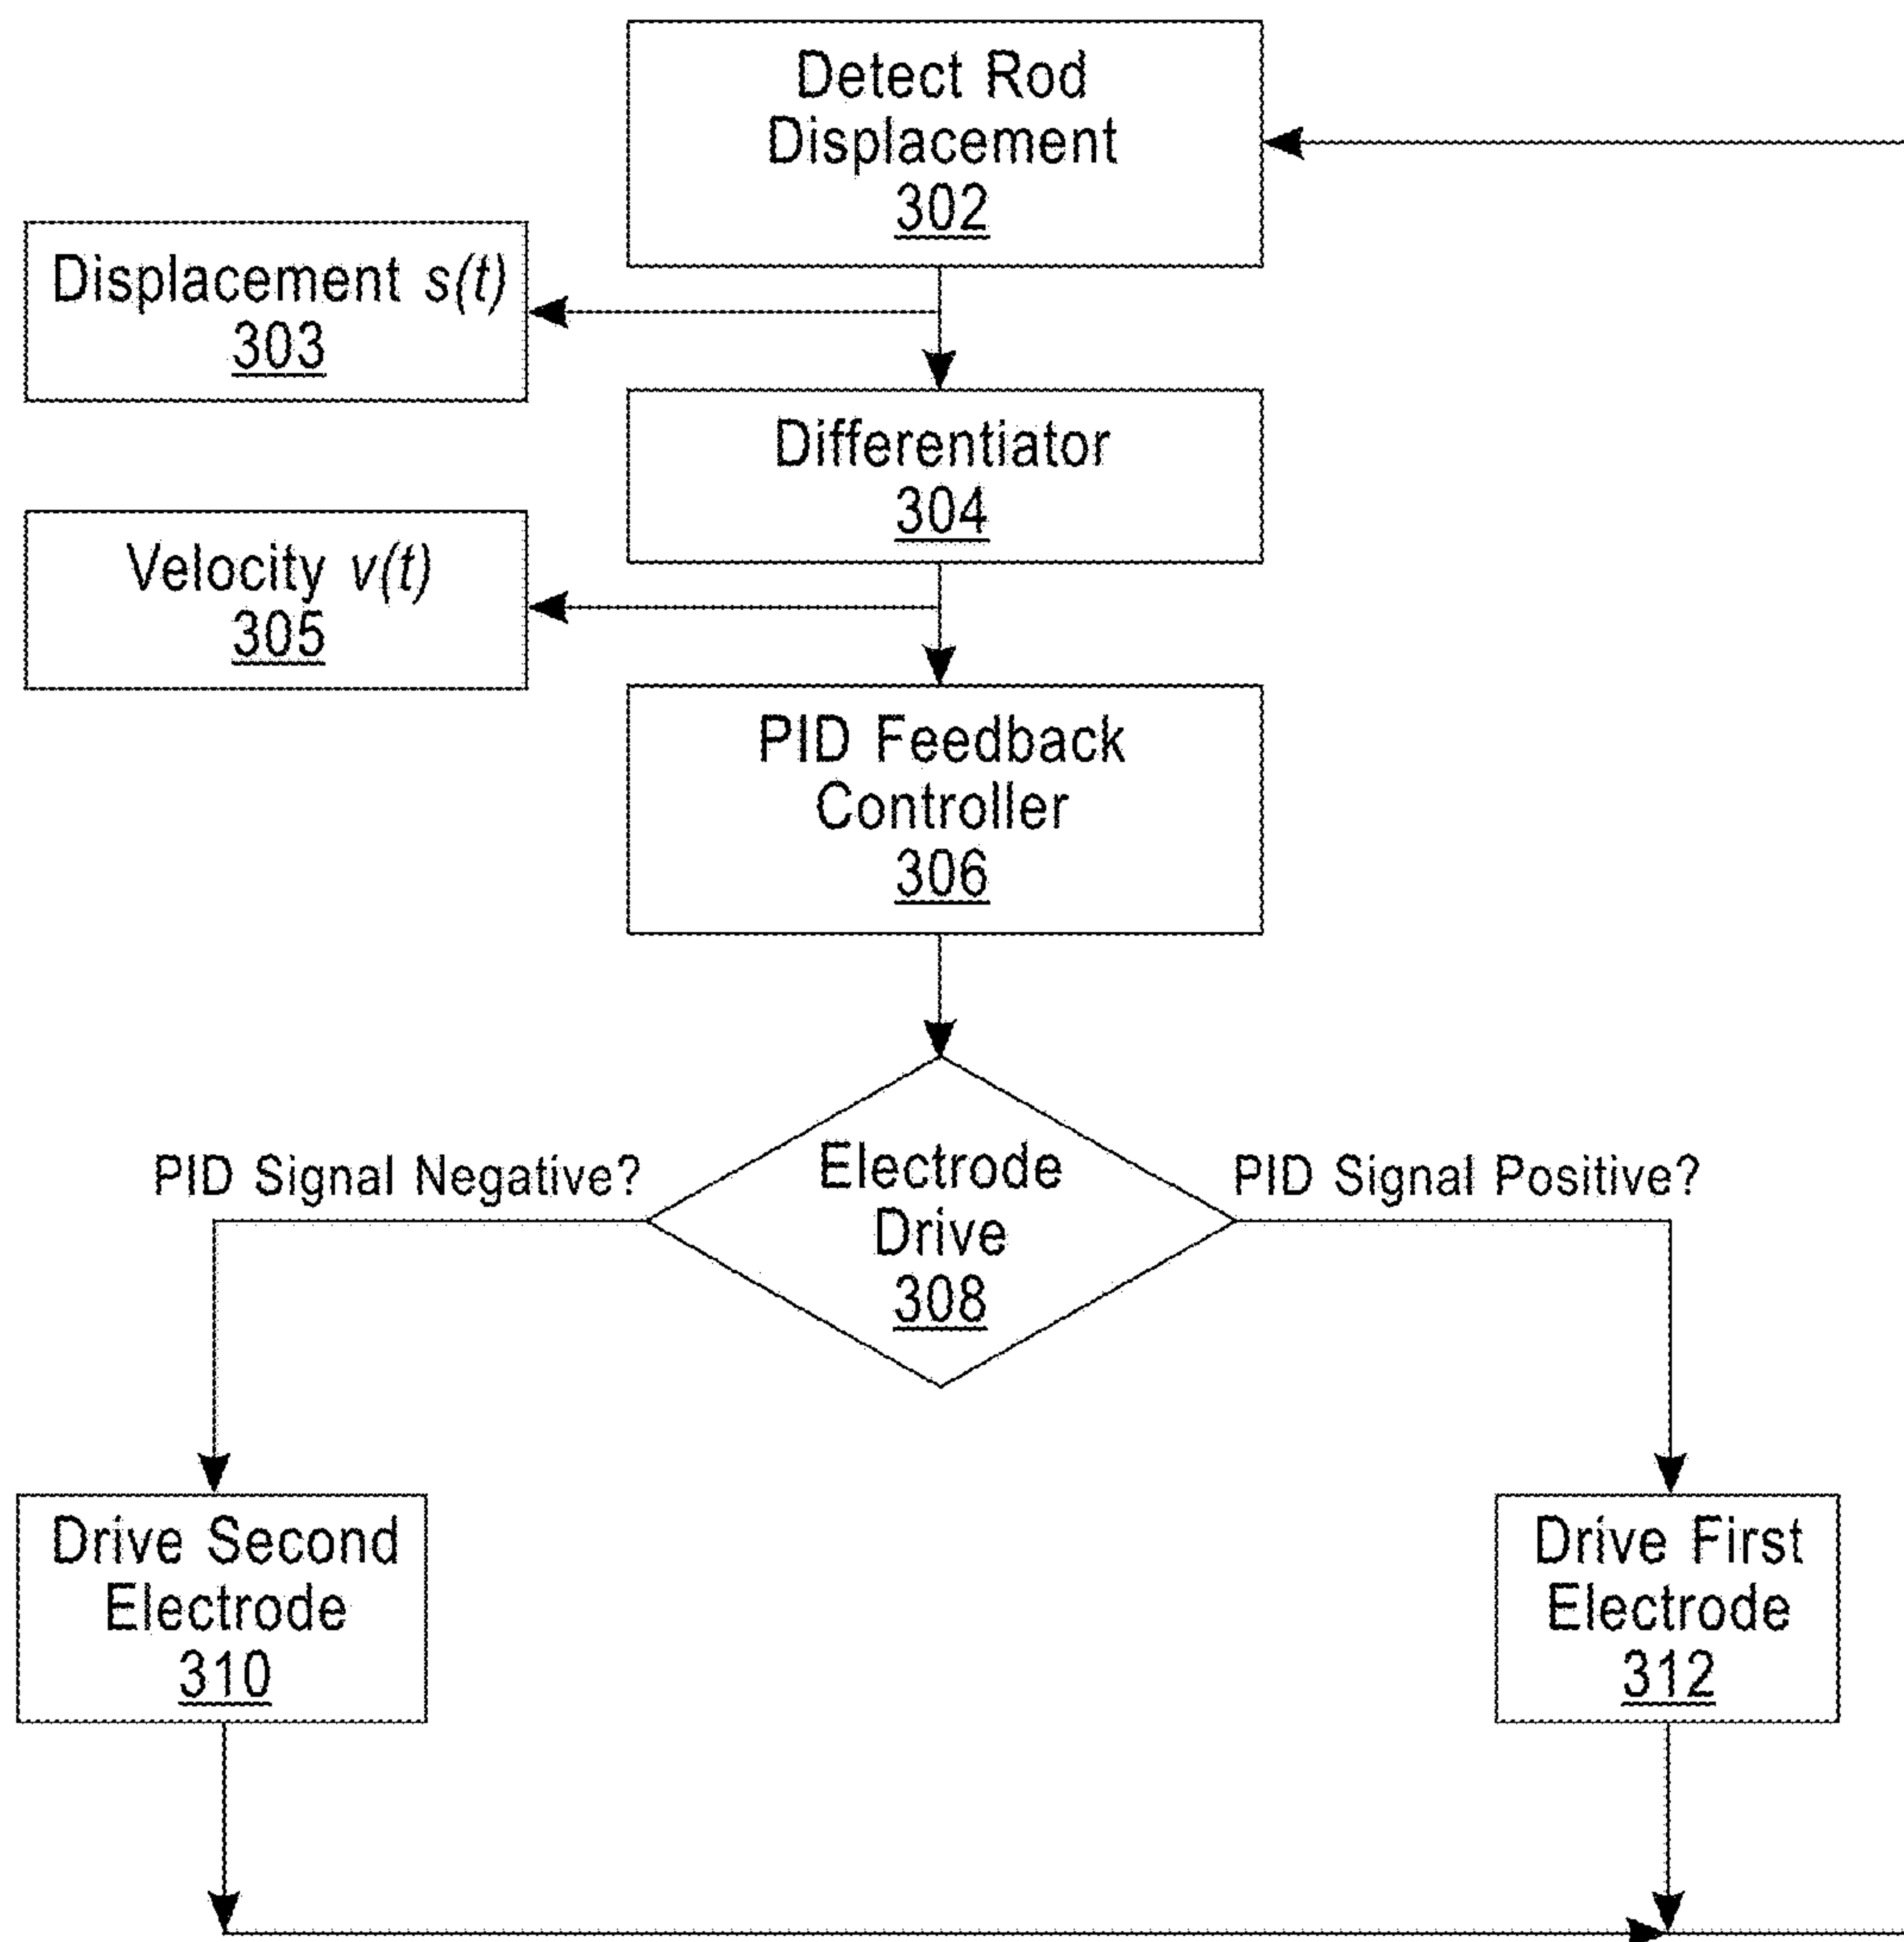 Detect Rod
Displacement
302
Displacement s(t)
303
Differentiator
304
Velocity v(t)
305
PID Feedback
Controller
306
PID Signal Negative?
Electrode
Drive
308
PID Signal Positive?
Drive Second
Electrode
310
Drive First
Electrode
312